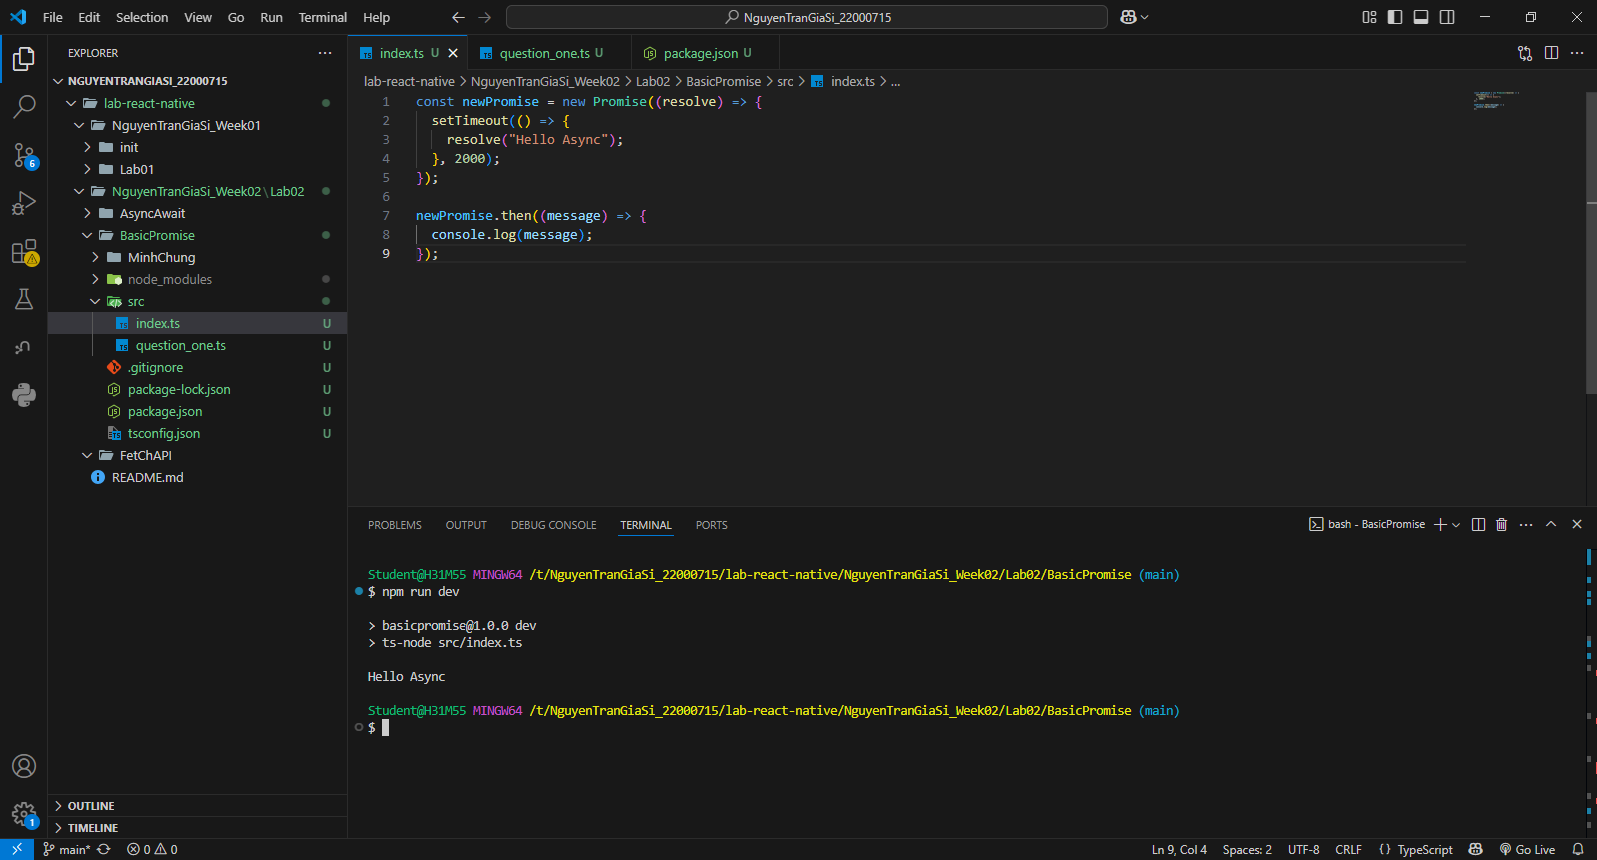 File Edit Selection View Go Run Terminal Help
NguyenTranGiaSi_22000715
EXPLORER
NGUYENTRANGIASI_22000715
lab-react-native
NguyenTranGiaSi_Week01
init
Lab01
NguyenTranGiaSi_Week02 \ Lab02
AsyncAwait
BasicPromise
MinhChung
node_modules
src
index.ts U
question_one.ts U
.gitignore U
package-lock.json U
package.json U
tsconfig.json U
FetChAPI
README.md
OUTLINE
TIMELINE
6
1
index.ts U
question_one.ts U
package.json U
lab-react-native > NguyenTranGiaSi_Week02 > Lab02 > BasicPromise > src > index.ts > ...
1 const newPromise = new Promise((resolve) => {
2 setTimeout(() => {
3 resolve("Hello Async");
4 }, 2000);
5 });
6
7 newPromise.then((message) => {
8 console.log(message);
9 });
PROBLEMS OUTPUT DEBUG CONSOLE TERMINAL PORTS
bash - BasicPromise
Student@H31M55 MINGW64 /t/NguyenTranGiaSi_22000715/lab-react-native/NguyenTranGiaSi_Week02/Lab02/BasicPromise (main)
$ npm run dev
> basicpromise@1.0.0 dev
> ts-node src/index.ts
Hello Async
Student@H31M55 MINGW64 /t/NguyenTranGiaSi_22000715/lab-react-native/NguyenTranGiaSi_Week02/Lab02/BasicPromise (main)
$
main* 0 0
Ln 9, Col 4 Spaces: 2 UTF-8 CRLF {} TypeScript Go Live